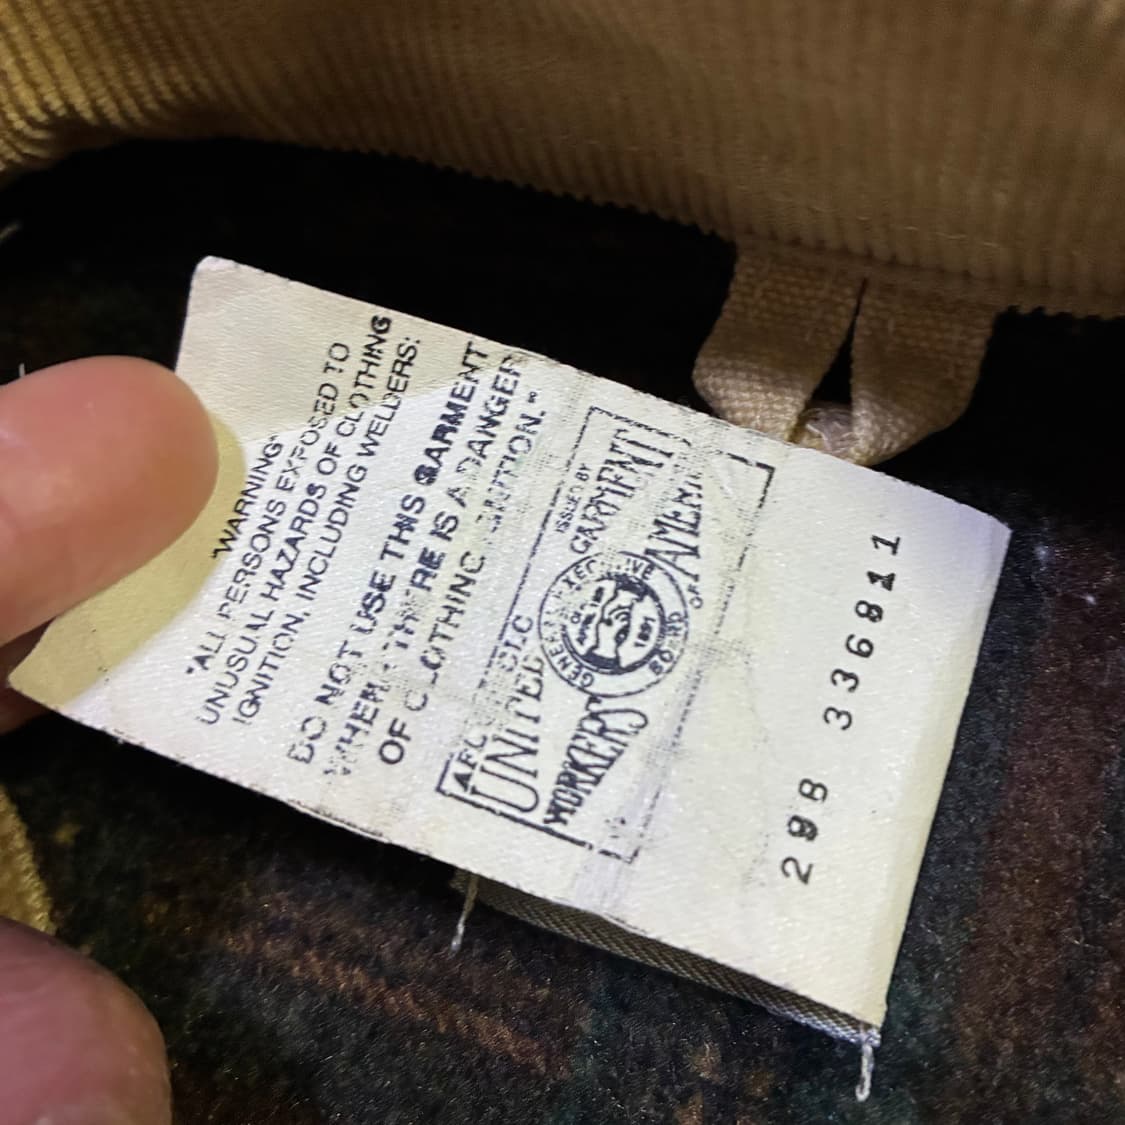 "WARNING"
"ALL PERSONS EXPOSED TO
UNUSUAL HAZARDS OF CLOTHING
IGNITION, INCLUDING WELDERS:
DO NOT USE THIS GARMENT
WHERE THERE IS A DANGER
OF CLOTHING IGNITION."
AFL CIO CLC
ISSUED BY
UNITED GARMENT
WORKERS OF AMERI
GENERAL EXECUTIVE BOARD
1891
298 336811